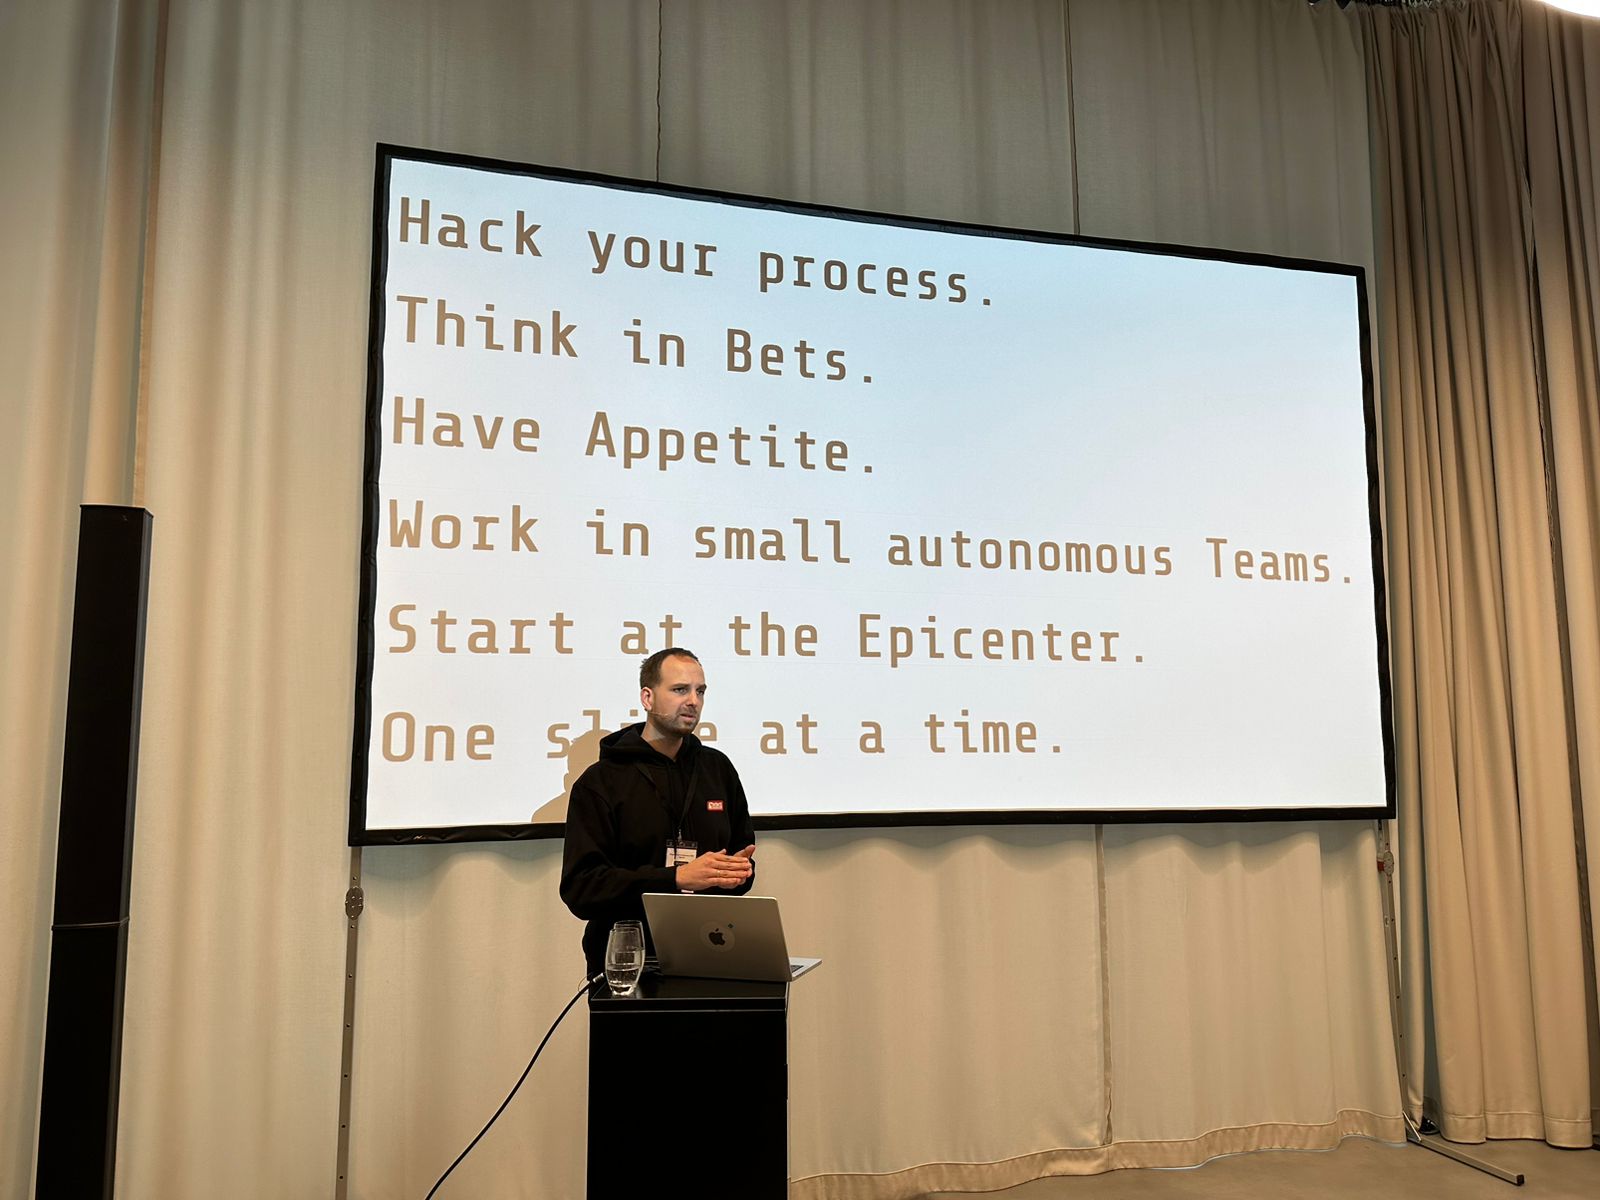 Hack your process.
Think in Bets.
Have Appetite.
Work in small autonomous Teams.
Start at the Epicenter.
One slice at a time.